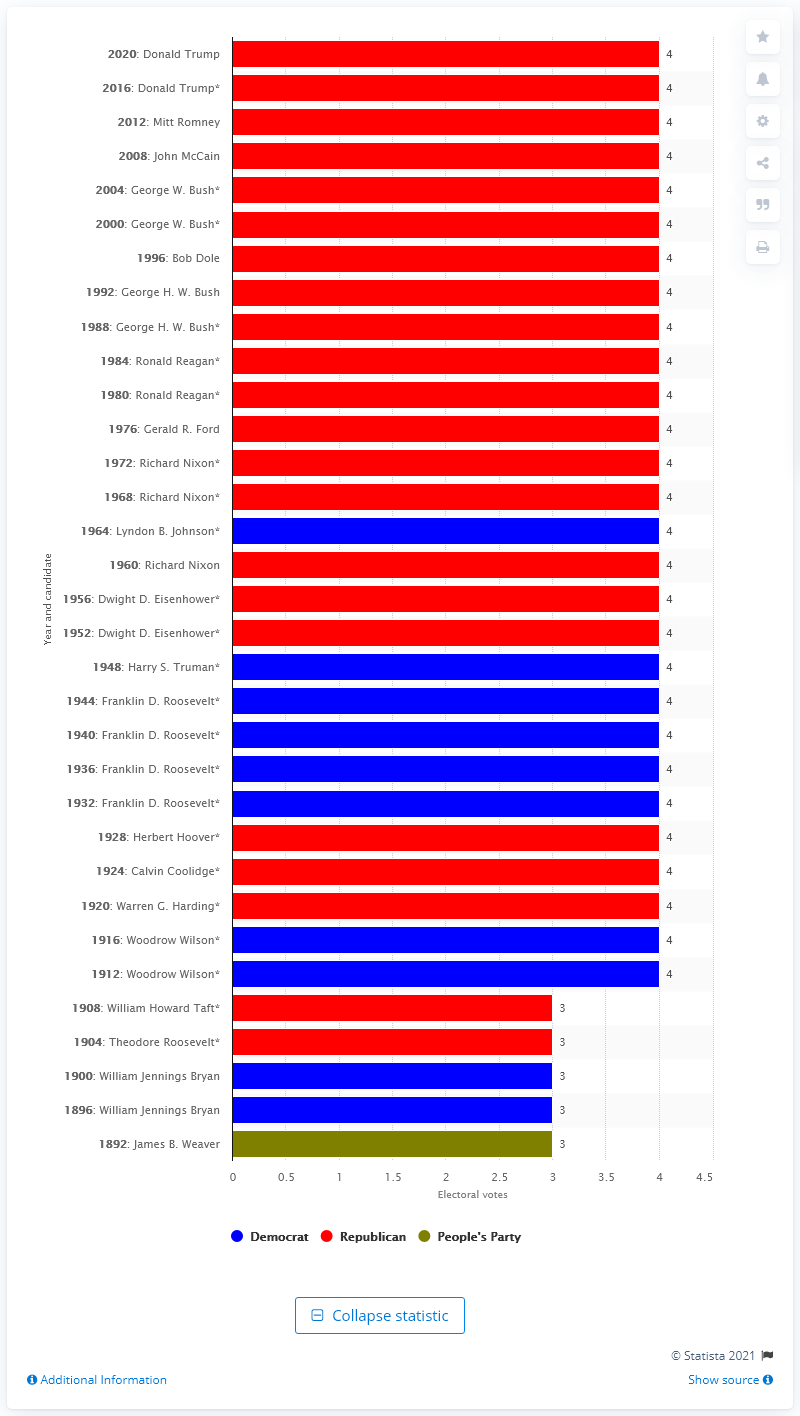 2020: Donald Trump 4
2016: Donald Trump* 4
2012: Mitt Romney 4
2008: John McCain 4
2004: George W. Bush* 4
2000: George W. Bush* 4
1996: Bob Dole 4
1992: George H. W. Bush 4
1988: George H. W. Bush* 4
1984: Ronald Reagan* 4
1980: Ronald Reagan* 4
1976: Gerald R. Ford 4
1972: Richard Nixon* 4
1968: Richard Nixon* 4
1964: Lyndon B. Johnson* 4
1960: Richard Nixon 4
1956: Dwight D. Eisenhower* 4
1952: Dwight D. Eisenhower* 4
1948: Harry S. Truman* 4
1944: Franklin D. Roosevelt* 4
1940: Franklin D. Roosevelt* 4
1936: Franklin D. Roosevelt* 4
1932: Franklin D. Roosevelt* 4
1928: Herbert Hoover* 4
1924: Calvin Coolidge* 4
1920: Warren G. Harding* 4
1916: Woodrow Wilson* 4
1912: Woodrow Wilson* 4
1908: William Howard Taft* 3
1904: Theodore Roosevelt* 3
1900: William Jennings Bryan 3
1896: William Jennings Bryan 3
1892: James B. Weaver 3
Year and candidate
0 0.5 1 1.5 2 2.5 3 3.5 4 4.5
Electoral votes
Democrat Republican People's Party
Collapse statistic
© Statista 2021
Additional Information Show source